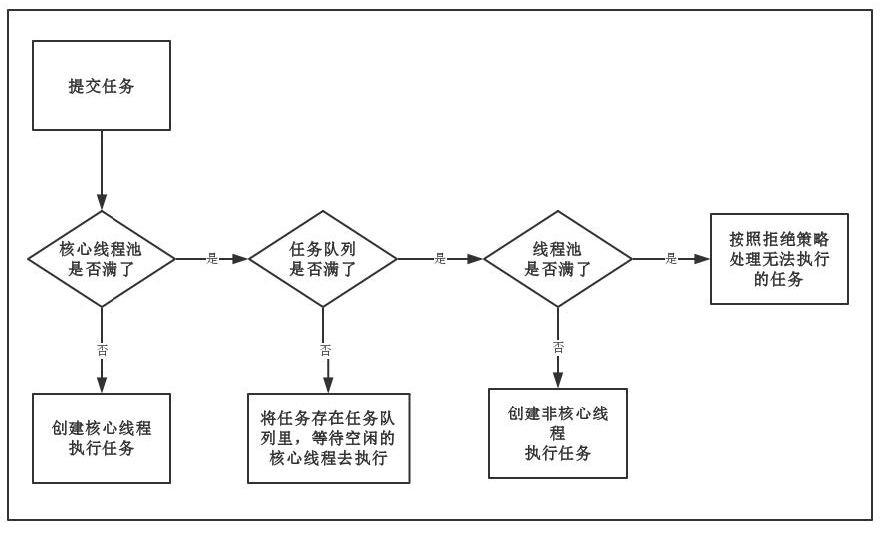 提交任务
核心线程池
是否满了
是
任务队列
是否满了
是
线程池
是否满了
是
按照拒绝策略
处理无法执行
的任务
否
否
否
创建核心线程
执行任务
将任务存在任务队
列里，等待空闲的
核心线程去执行
创建非核心线
程
执行任务